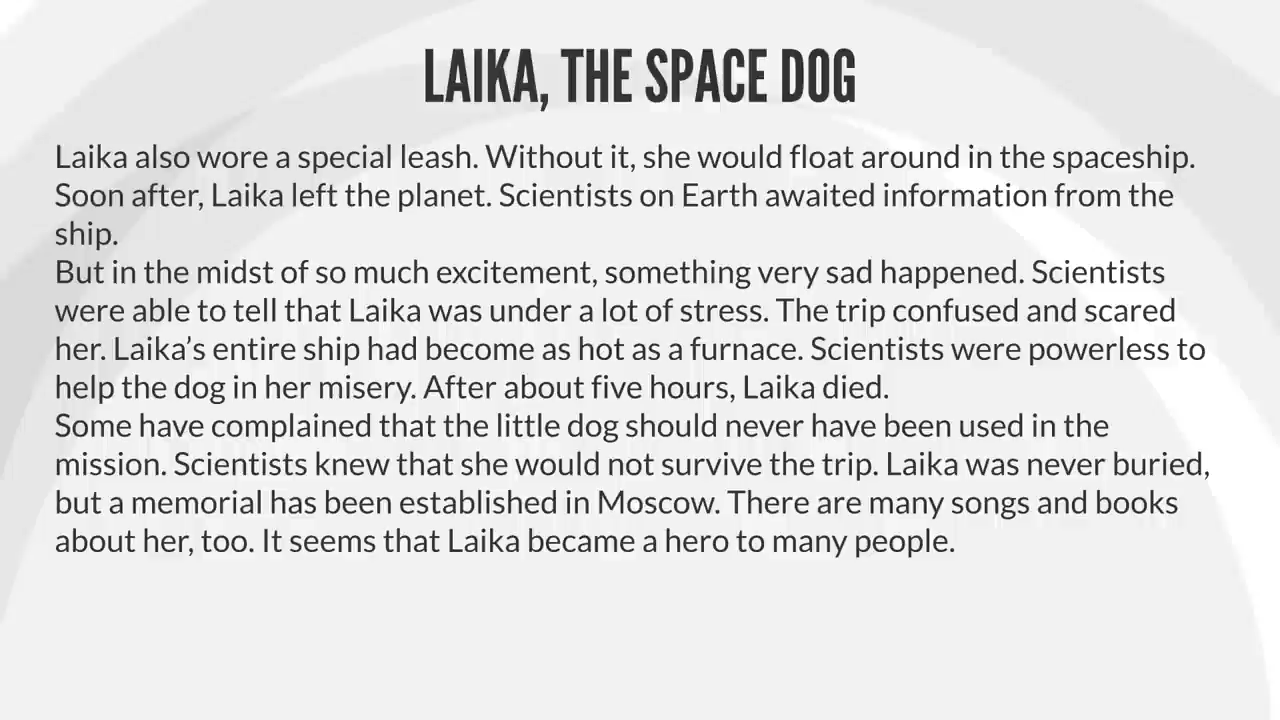 LAIKA, THE SPACE DOG
Laika also wore a special leash. Without it, she would float around in the spaceship.
Soon after, Laika left the planet. Scientists on Earth awaited information from the
ship.
But in the midst of so much excitement, something very sad happened. Scientists
were able to tell that Laika was under a lot of stress. The trip confused and scared
her. Laika’s entire ship had become as hot as a furnace. Scientists were powerless to
help the dog in her misery. After about five hours, Laika died.
Some have complained that the little dog should never have been used in the
mission. Scientists knew that she would not survive the trip. Laika was never buried,
but a memorial has been established in Moscow. There are many songs and books
about her, too. It seems that Laika became a hero to many people.